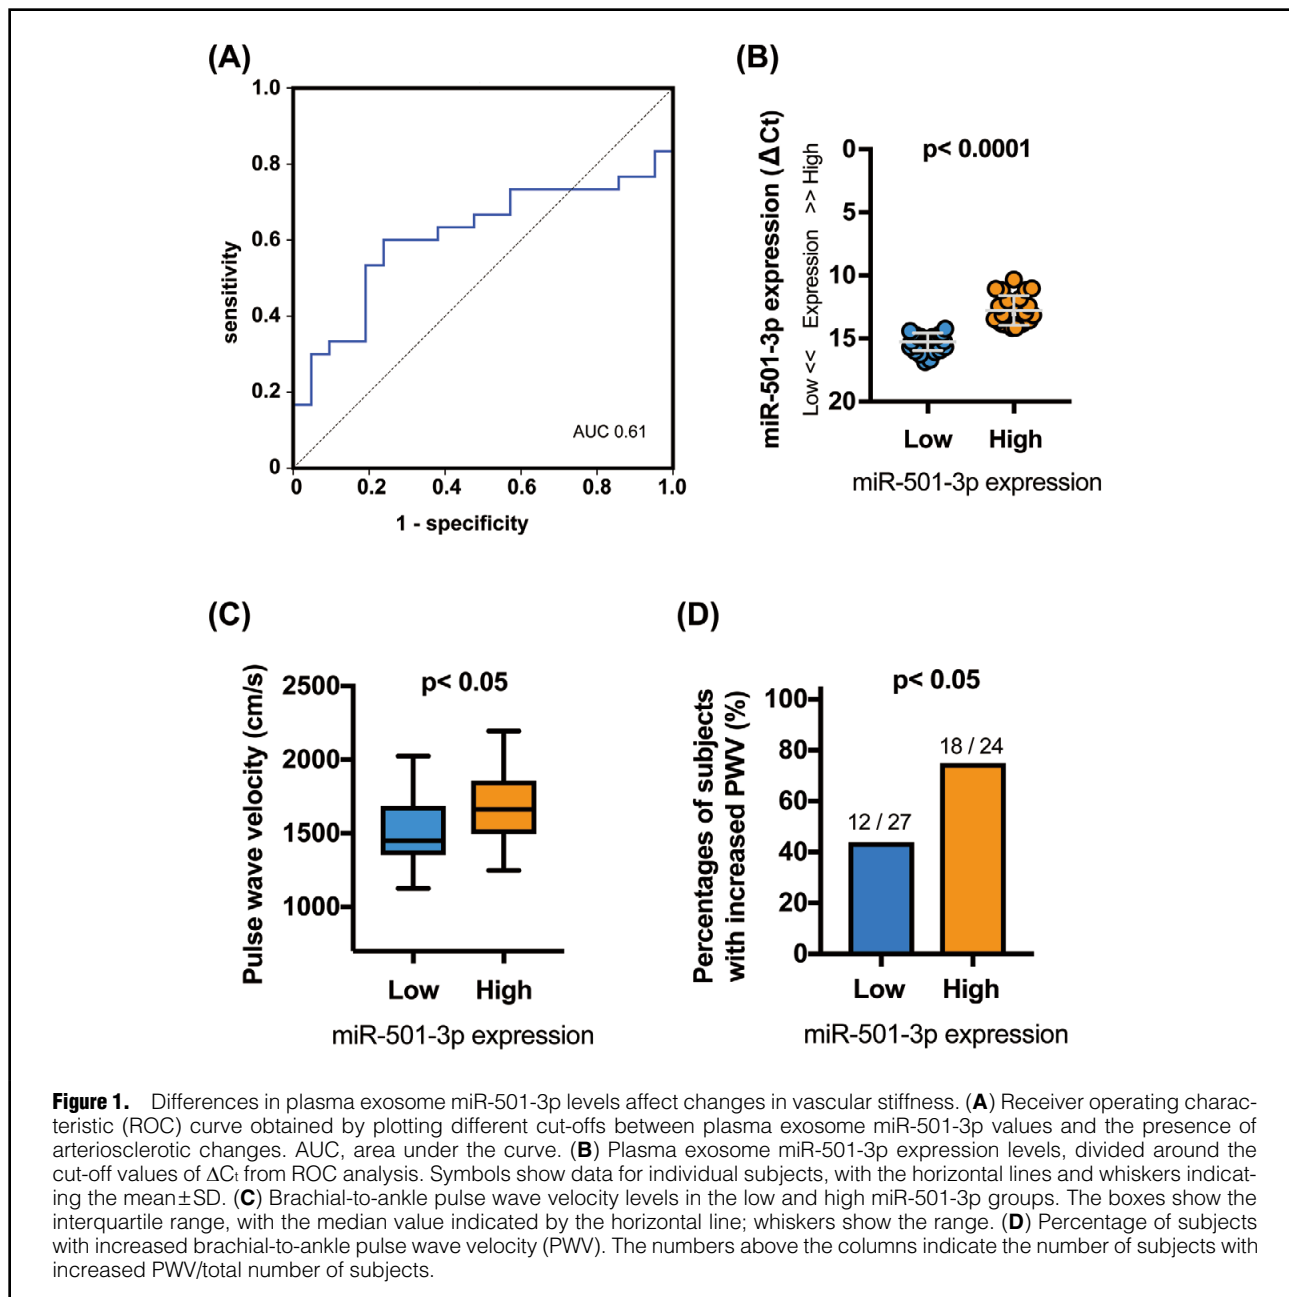 (A)
1.0
0.8
0.6
0.4
0.2
0
sensitivity
AUC 0.61
0 0.2 0.4 0.6 0.8 1.0
1 - specificity
(B)
miR-501-3p expression (ΔCt)
Low << Expression >> High
0
5
10
15
20
p< 0.0001
Low High
miR-501-3p expression
(C)
Pulse wave velocity (cm/s)
2500
2000
1500
1000
p< 0.05
Low High
miR-501-3p expression
(D)
Percentages of subjects
with increased PWV (%)
100
80
60
40
20
0
p< 0.05
12 / 27
18 / 24
Low High
miR-501-3p expression
Figure 1. Differences in plasma exosome miR-501-3p levels affect changes in vascular stiffness. (A) Receiver operating charac-
teristic (ROC) curve obtained by plotting different cut-offs between plasma exosome miR-501-3p values and the presence of
arteriosclerotic changes. AUC, area under the curve. (B) Plasma exosome miR-501-3p expression levels, divided around the
cut-off values of ΔCt from ROC analysis. Symbols show data for individual subjects, with the horizontal lines and whiskers indicat-
ing the mean±SD. (C) Brachial-to-ankle pulse wave velocity levels in the low and high miR-501-3p groups. The boxes show the
interquartile range, with the median value indicated by the horizontal line; whiskers show the range. (D) Percentage of subjects
with increased brachial-to-ankle pulse wave velocity (PWV). The numbers above the columns indicate the number of subjects with
increased PWV/total number of subjects.